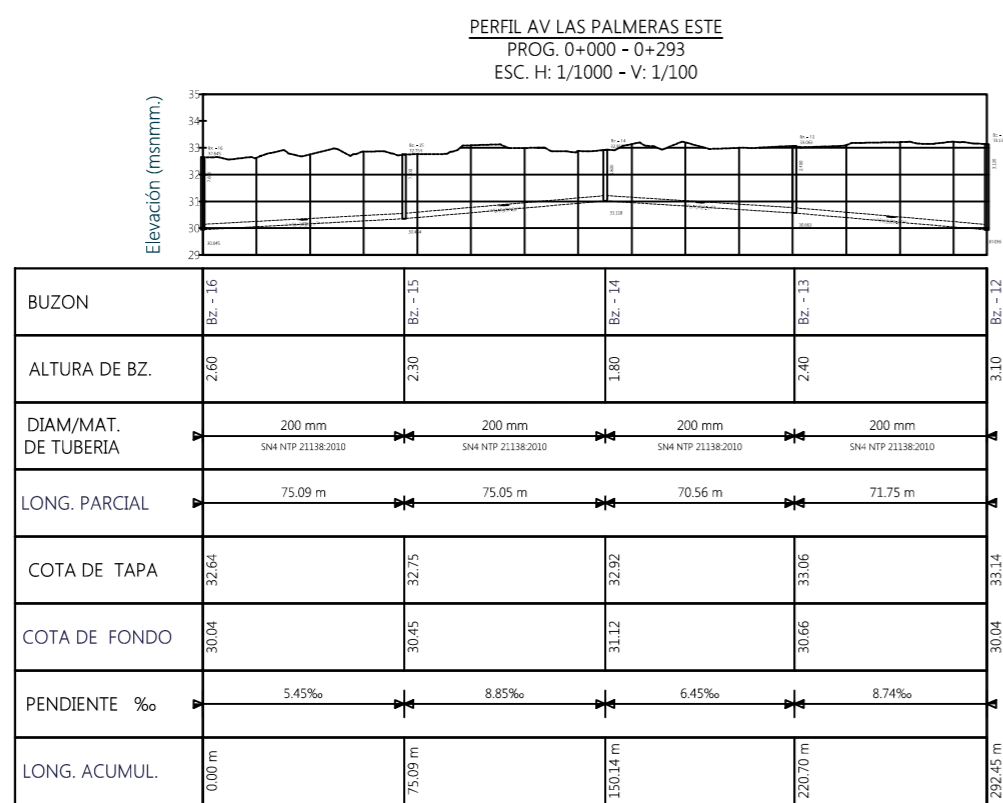 PERFIL AV LAS PALMERAS ESTE
PROG. 0+000 - 0+293
ESC. H: 1/1000 - V: 1/100
Elevación (msnmm.)
35
34
33
32
31
30
29
BUZON
Bz. - 16
Bz. - 15
Bz. - 14
Bz. - 13
Bz. - 12
ALTURA DE BZ.
2.60
2.30
1.80
2.40
3.10
DIAM/MAT.
DE TUBERIA
200 mm
SN4 NTP 21138:2010
200 mm
SN4 NTP 21138:2010
200 mm
SN4 NTP 21138:2010
200 mm
SN4 NTP 21138:2010
LONG. PARCIAL
75.09 m
75.05 m
70.56 m
71.75 m
COTA DE TAPA
32.64
32.75
32.92
33.06
33.14
COTA DE FONDO
30.04
30.45
31.12
30.66
30.04
PENDIENTE ‰
5.45‰
8.85‰
6.45‰
8.74‰
LONG. ACUMUL.
0.00 m
75.09 m
150.14 m
220.70 m
292.45 m